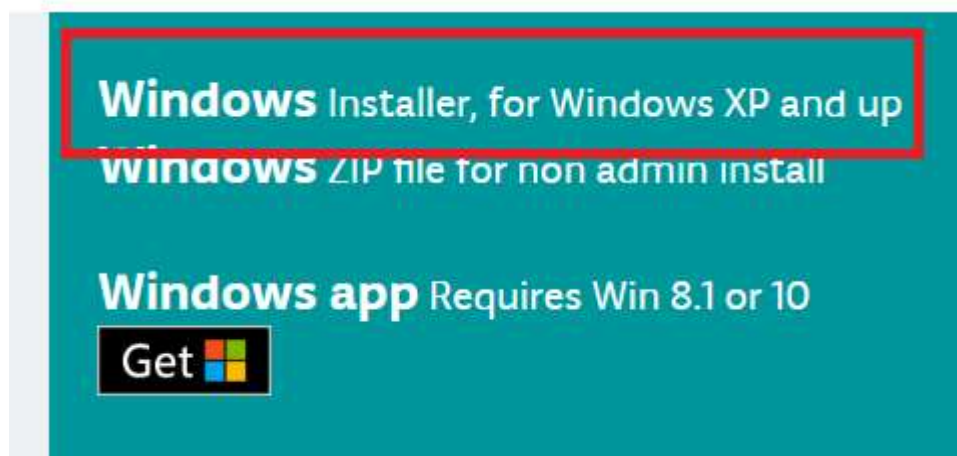 Windows Installer, for Windows XP and up
Windows ZIP file for non admin install
Windows app Requires Win 8.1 or 10
Get